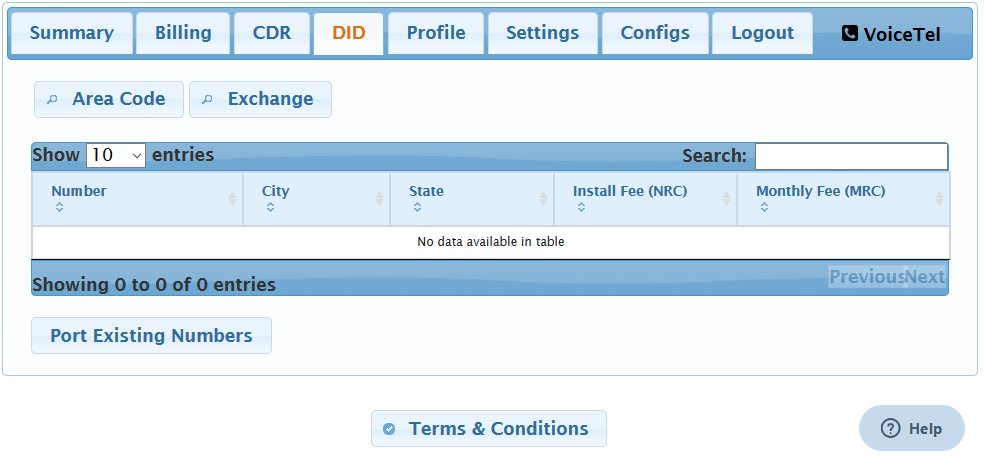 Summary Billing CDR DID Profile Settings Configs Logout VoiceTel
Area Code Exchange
Show 10 entries Search:
Number City State Install Fee (NRC) Monthly Fee (MRC)
No data available in table
Showing 0 to 0 of 0 entries Previous Next
Port Existing Numbers
Terms & Conditions
Help